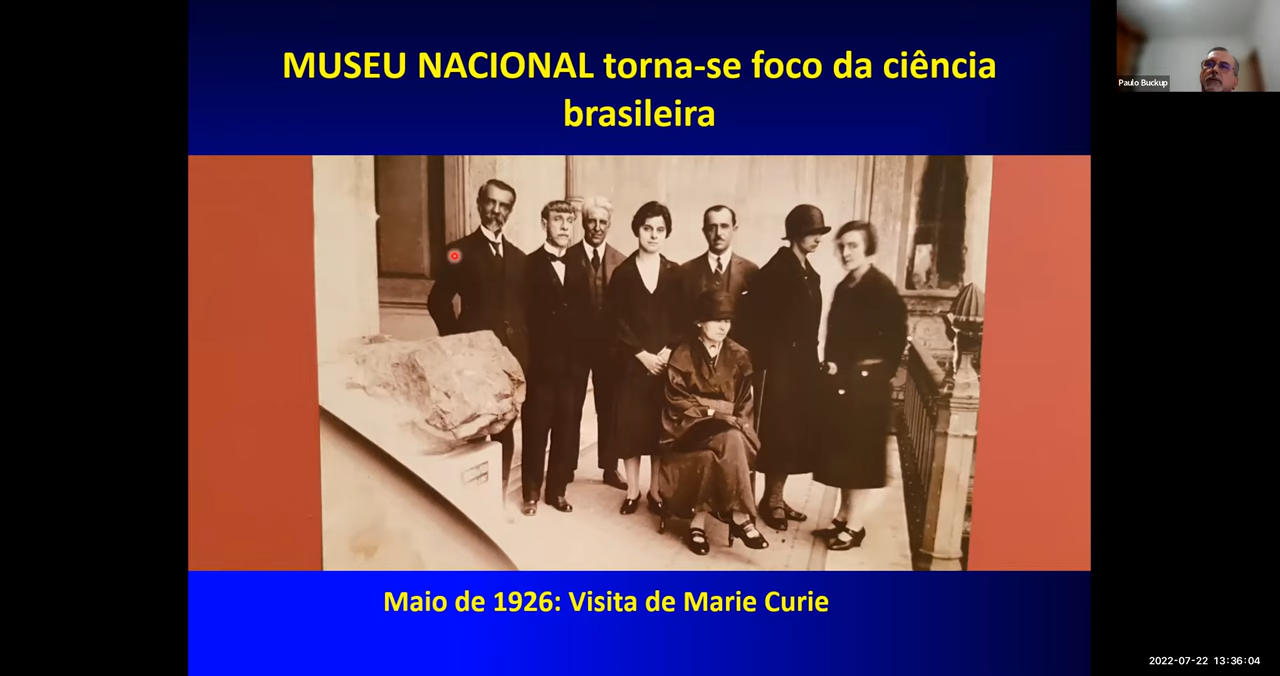 MUSEU NACIONAL torna-se foco da ciência
brasileira
Paulo Buckup
Maio de 1926: Visita de Marie Curie
2022-07-22 13:36:04